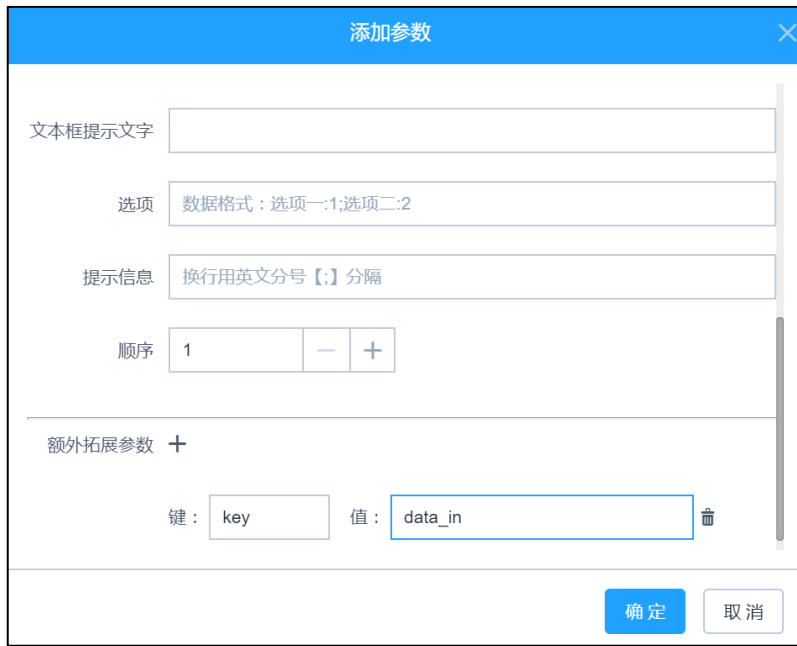 添加参数
文本框提示文字
选项 数据格式：选项一:1;选项二:2
提示信息 换行用英文分号【;】分隔
顺序 1
额外拓展参数
键： key 值： data_in
确定 取消